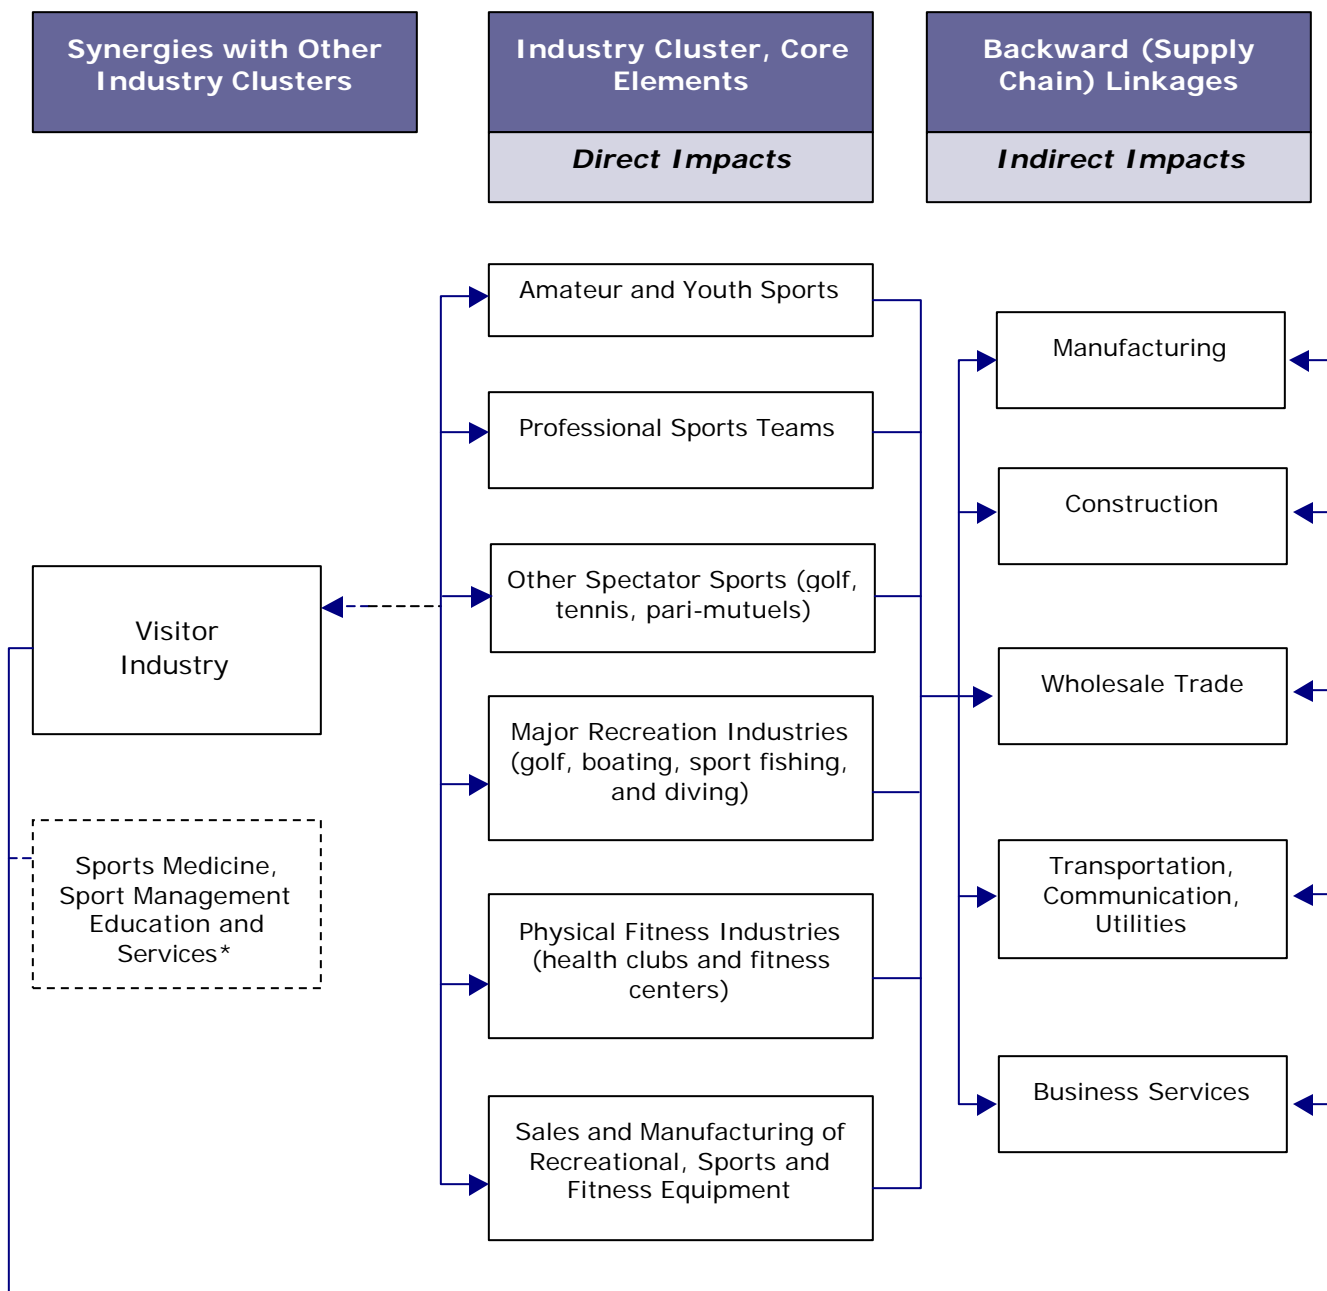 Synergies with Other
Industry Clusters
Industry Cluster, Core
Elements
Direct Impacts
Backward (Supply
Chain) Linkages
Indirect Impacts
Visitor
Industry
Sports Medicine,
Sport Management
Education and
Services*
Amateur and Youth Sports
Professional Sports Teams
Other Spectator Sports (golf,
tennis, pari-mutuels)
Major Recreation Industries
(golf, boating, sport fishing,
and diving)
Physical Fitness Industries
(health clubs and fitness
centers)
Sales and Manufacturing of
Recreational, Sports and
Fitness Equipment
Manufacturing
Construction
Wholesale Trade
Transportation,
Communication,
Utilities
Business Services